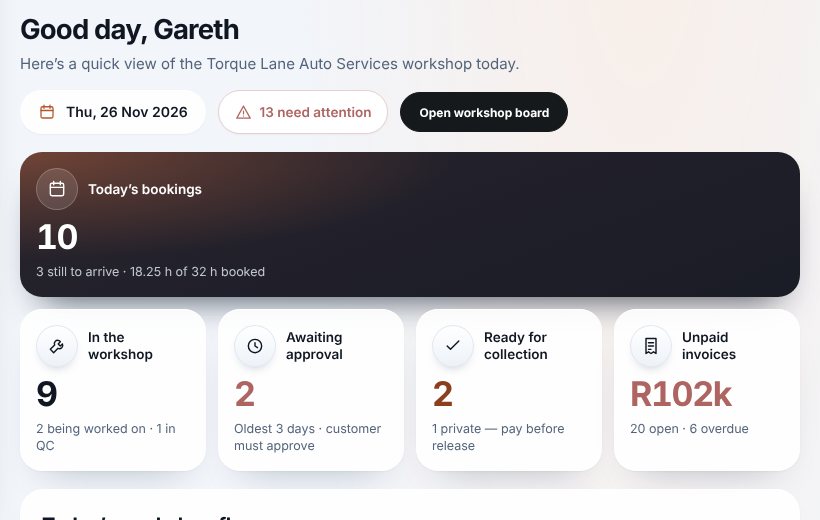 Good day, Gareth
Here's a quick view of the Torque Lane Auto Services workshop today.
Thu, 26 Nov 2026
13 need attention
Open workshop board
Today's bookings
10
3 still to arrive · 18.25 h of 32 h booked
In the
workshop
9
2 being worked on · 1 in
QC
Awaiting
approval
2
Oldest 3 days · customer
must approve
Ready for
collection
2
1 private — pay before
release
Unpaid
invoices
R102k
20 open · 6 overdue